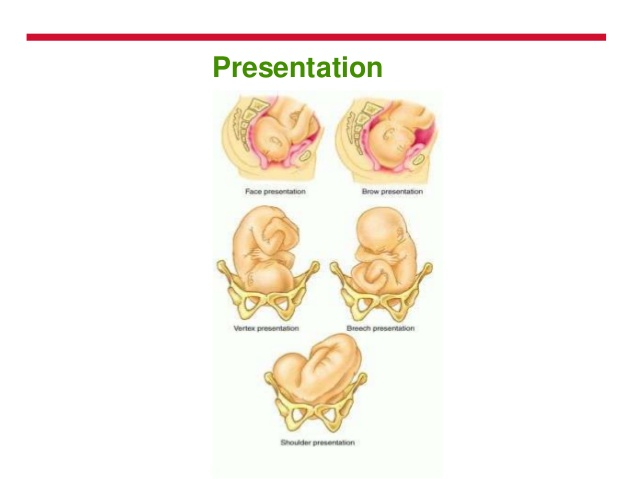 Presentation
Face presentation
Brow presentation
Vertex presentation
Breech presentation
Shoulder presentation